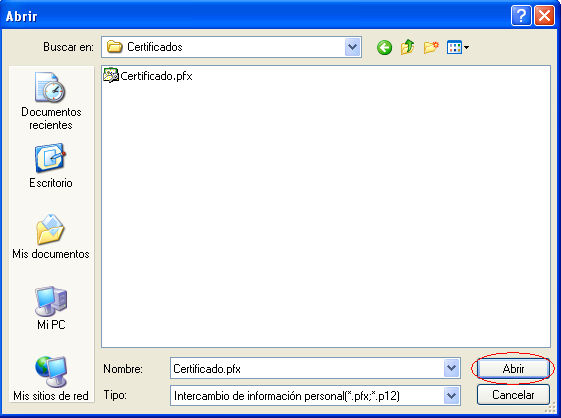 Abrir
Buscar en: Certificados
Certificado.pfx
Documentos
recientes
Escritorio
Mis documentos
Mi PC
Mis sitios de red
Nombre: Certificado.pfx Abrir
Tipo: Intercambio de información personal(*.pfx;*.p12) Cancelar